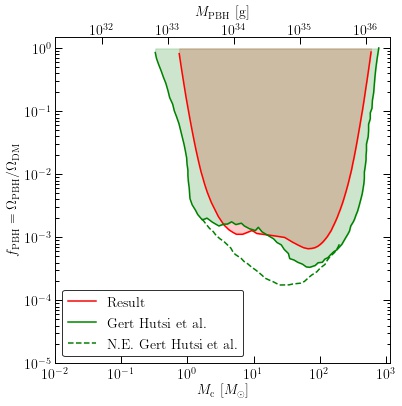 M_PBH [g]
10^32 10^33 10^34 10^35 10^36
10^0
10^−1
10^−2
10^−3
10^−4
10^−5
f_PBH = Ω_PBH/Ω_DM
Result
Gert Hutsi et al.
N.E. Gert Hutsi et al.
10^−2 10^−1 10^0 10^1 10^2 10^3
M_c [M_⊙]